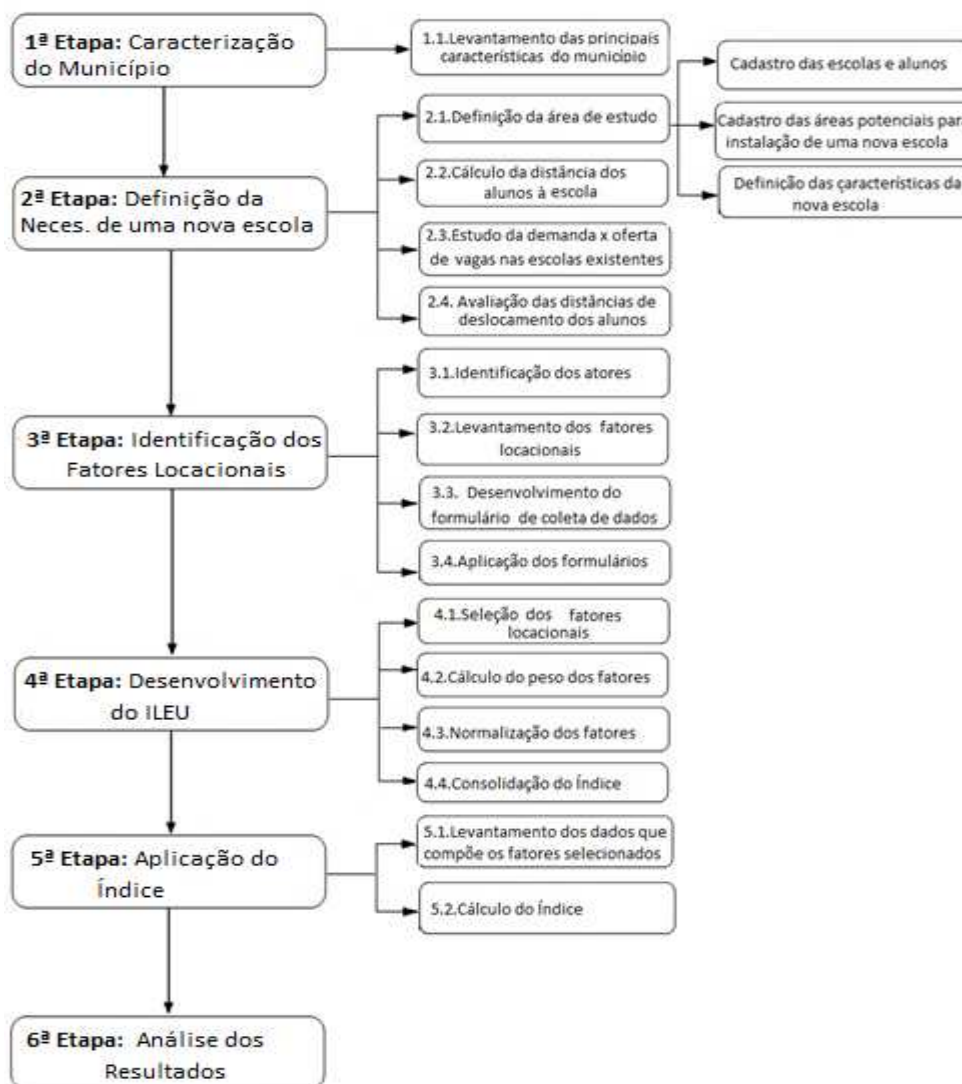 1ª Etapa: Caracterização
do Município
1.1.Levantamento das principais
características do município
2ª Etapa: Definição da
Neces. de uma nova escola
2.1.Definição da área de estudo
Cadastro das escolas e alunos
Cadastro das áreas potenciais para
instalação de uma nova escola
Definição das características da
nova escola
2.2.Cálculo da distância dos
alunos à escola
2.3.Estudo da demanda x oferta
de vagas nas escolas existentes
2.4. Avaliação das distâncias de
deslocamento dos alunos
3ª Etapa: Identificação dos
Fatores Locacionais
3.1.Identificação dos atores
3.2.Levantamento dos fatores
locacionais
3.3. Desenvolvimento do
formulário de coleta de dados
3.4.Aplicação dos formulários
4ª Etapa: Desenvolvimento
do ILEU
4.1.Seleção dos fatores
locacionais
4.2.Cálculo do peso dos fatores
4.3.Normalização dos fatores
4.4.Consolidação do Índice
5ª Etapa: Aplicação do
Índice
5.1.Levantamento dos dados que
compõe os fatores selecionados
5.2.Cálculo do Índice
6ª Etapa: Análise dos
Resultados